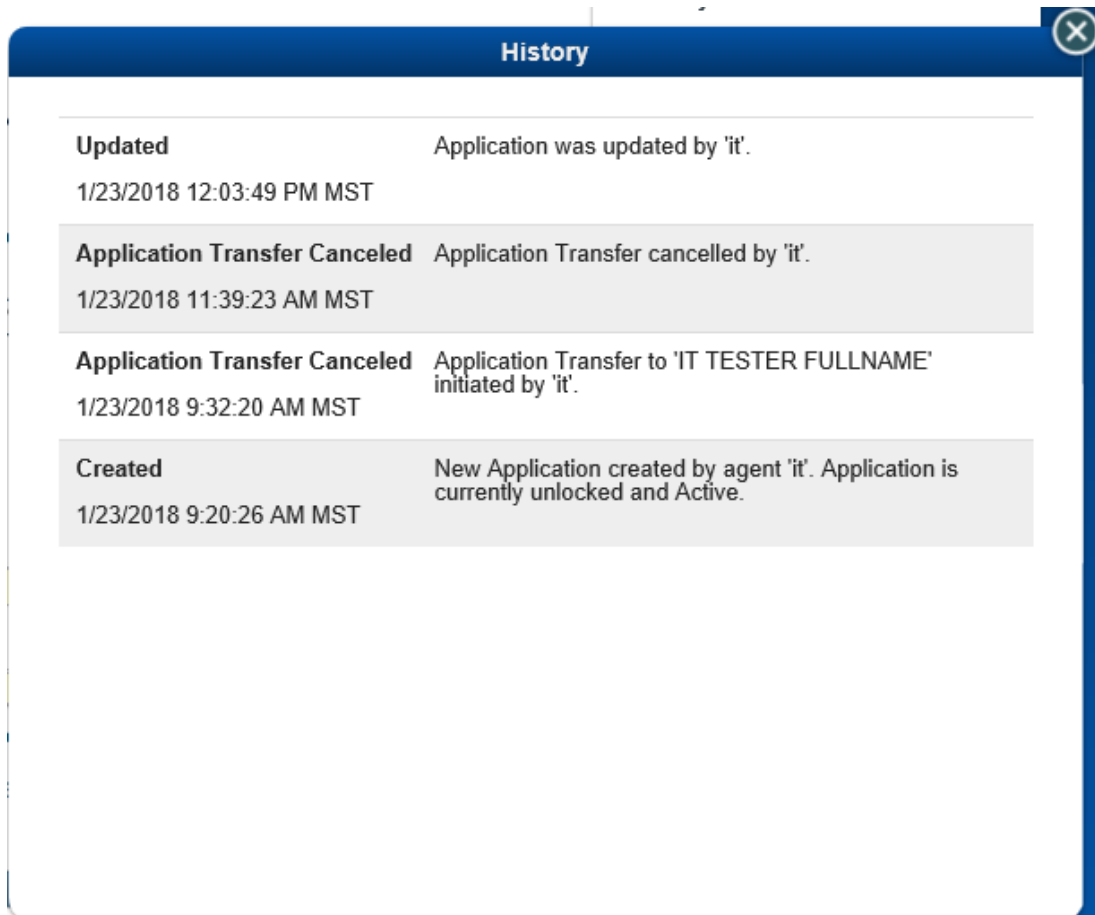 History
Updated
Application was updated by 'it'.
1/23/2018 12:03:49 PM MST
Application Transfer Canceled
Application Transfer cancelled by 'it'.
1/23/2018 11:39:23 AM MST
Application Transfer Canceled
Application Transfer to 'IT TESTER FULLNAME'
initiated by 'it'.
1/23/2018 9:32:20 AM MST
Created
New Application created by agent 'it'. Application is
currently unlocked and Active.
1/23/2018 9:20:26 AM MST